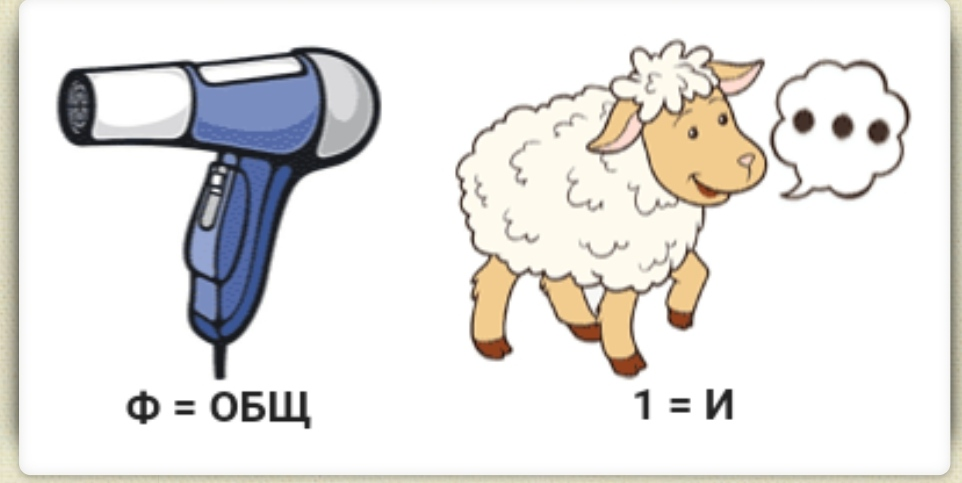 Ф = ОБЩ
1 = И